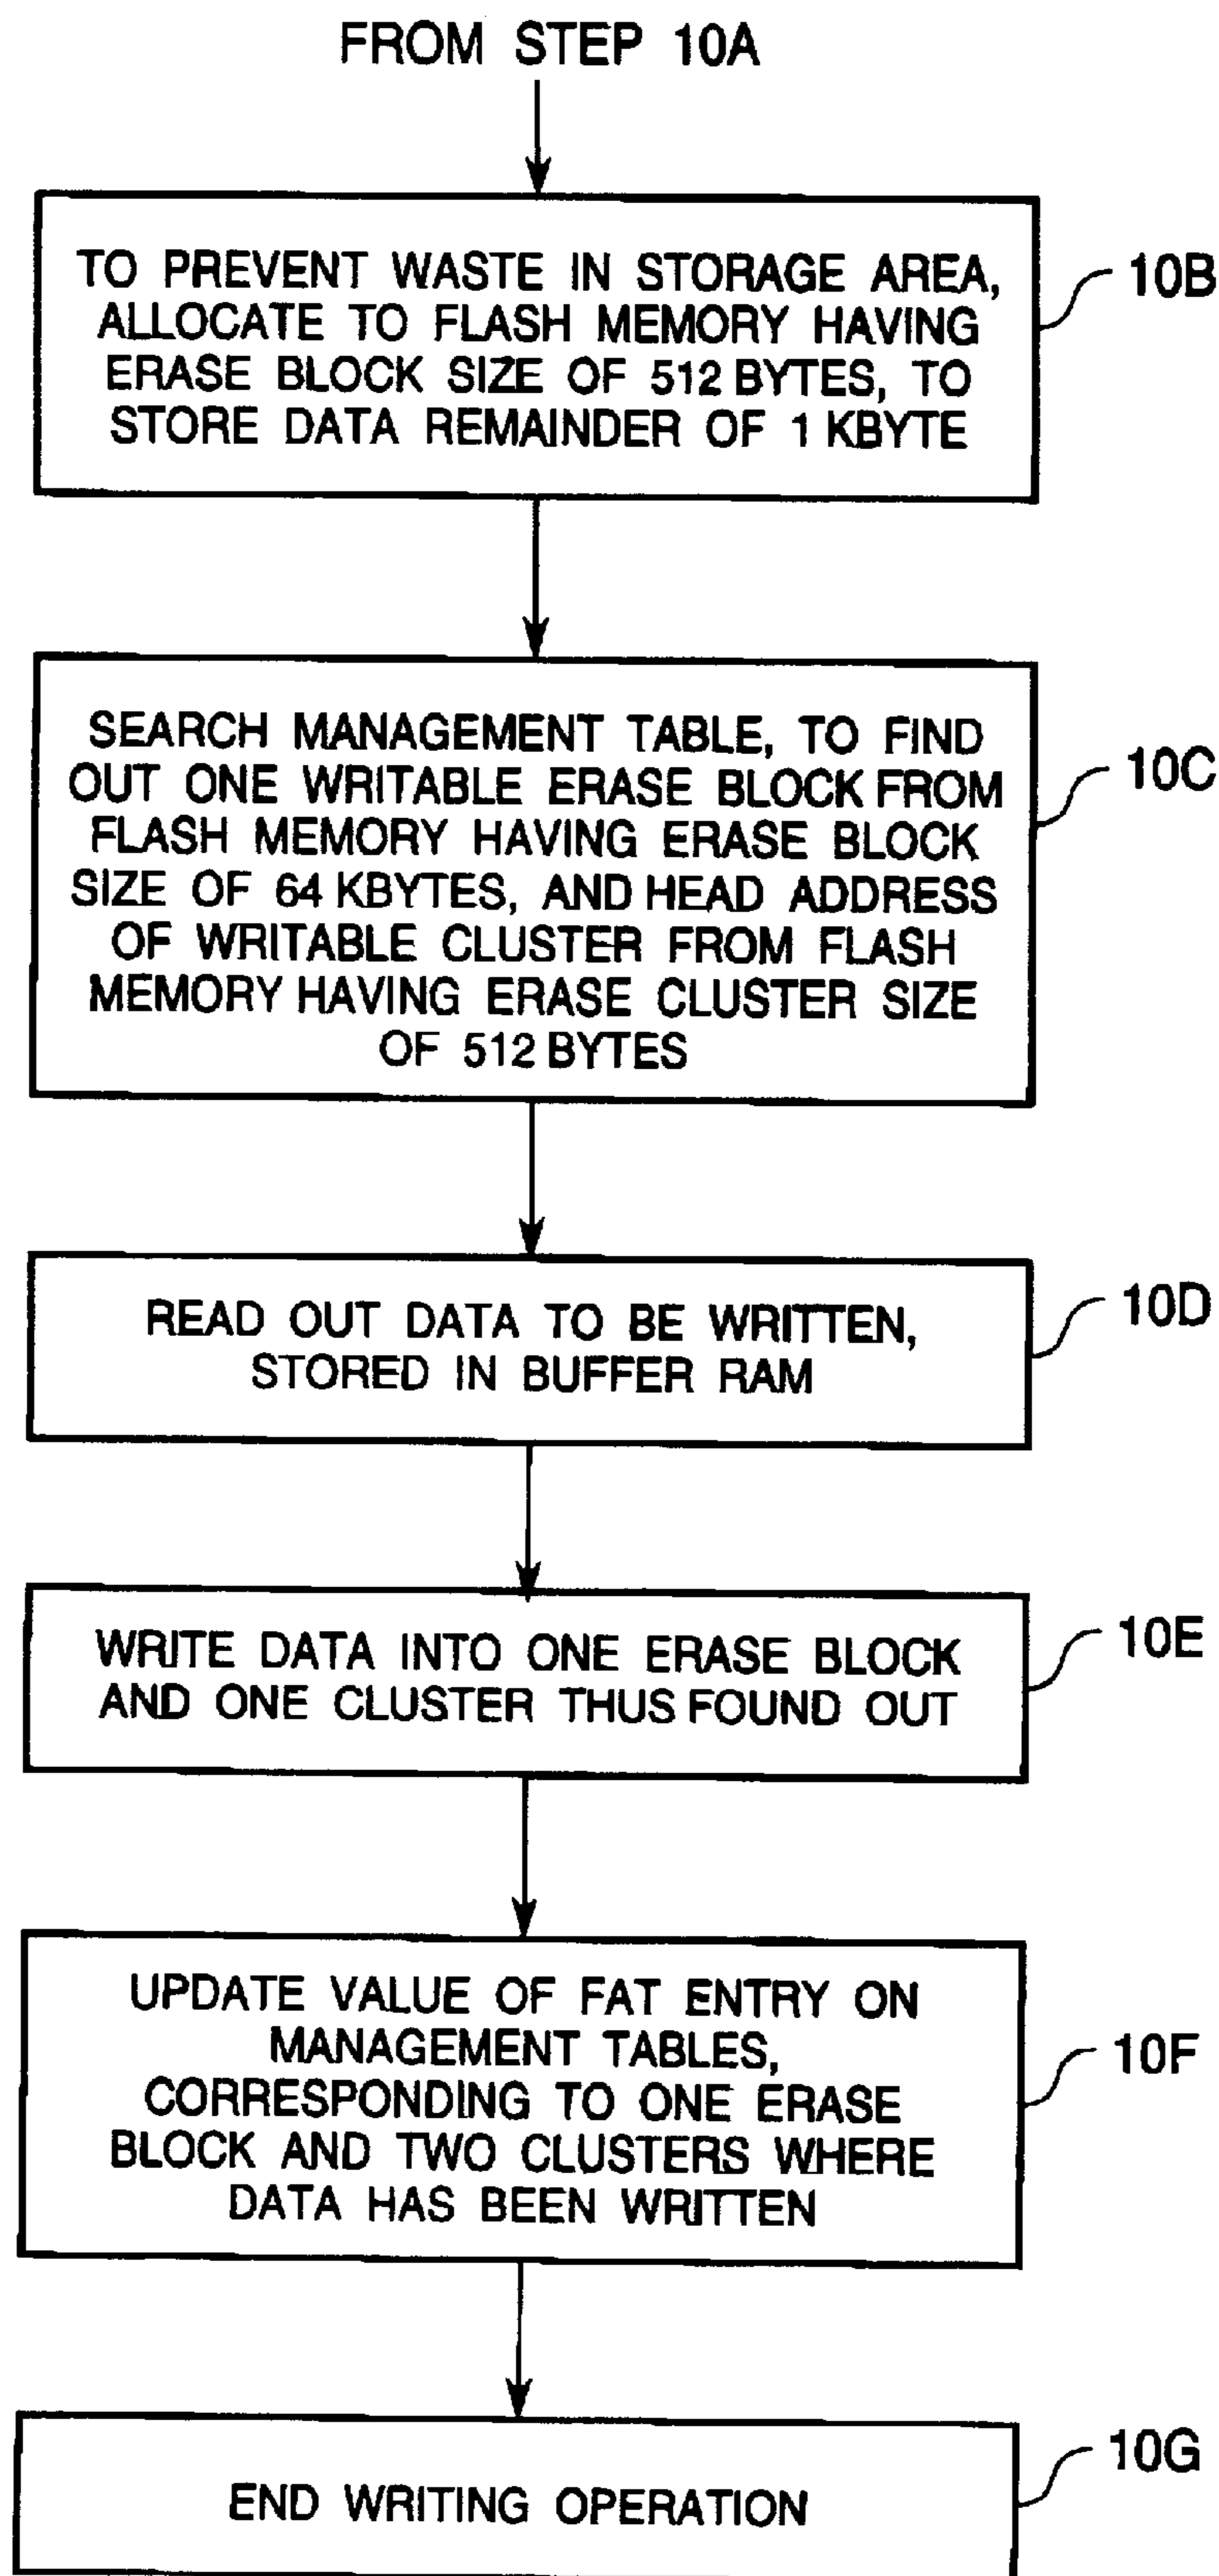 FROM STEP 10A
TO PREVENT WASTE IN STORAGE AREA,
ALLOCATE TO FLASH MEMORY HAVING
ERASE BLOCK SIZE OF 512 BYTES, TO
STORE DATA REMAINDER OF 1 KBYTE
10B
SEARCH MANAGEMENT TABLE, TO FIND
OUT ONE WRITABLE ERASE BLOCK FROM
FLASH MEMORY HAVING ERASE BLOCK
SIZE OF 64 KBYTES, AND HEAD ADDRESS
OF WRITABLE CLUSTER FROM FLASH
MEMORY HAVING ERASE CLUSTER SIZE
OF 512 BYTES
10C
READ OUT DATA TO BE WRITTEN,
STORED IN BUFFER RAM
10D
WRITE DATA INTO ONE ERASE BLOCK
AND ONE CLUSTER THUS FOUND OUT
10E
UPDATE VALUE OF FAT ENTRY ON
MANAGEMENT TABLES,
CORRESPONDING TO ONE ERASE
BLOCK AND TWO CLUSTERS WHERE
DATA HAS BEEN WRITTEN
10F
END WRITING OPERATION
10G